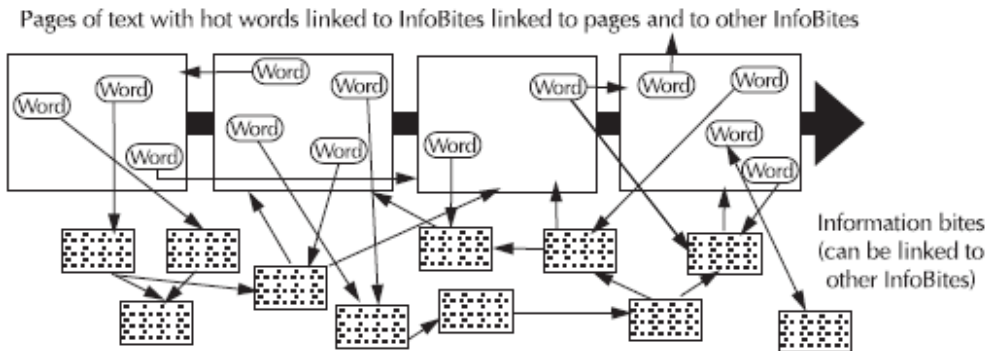 Pages of text with hot words linked to InfoBites linked to pages and to other InfoBites
Word
Word
Word
Word
Word
Word
Word
Word
Word
Word
Word
Word
Word
Information bites
(can be linked to
other InfoBites)